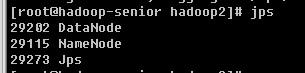 [root@hadoop-senior hadoop2]# jps
29202 DataNode
29115 NameNode
29273 Jps